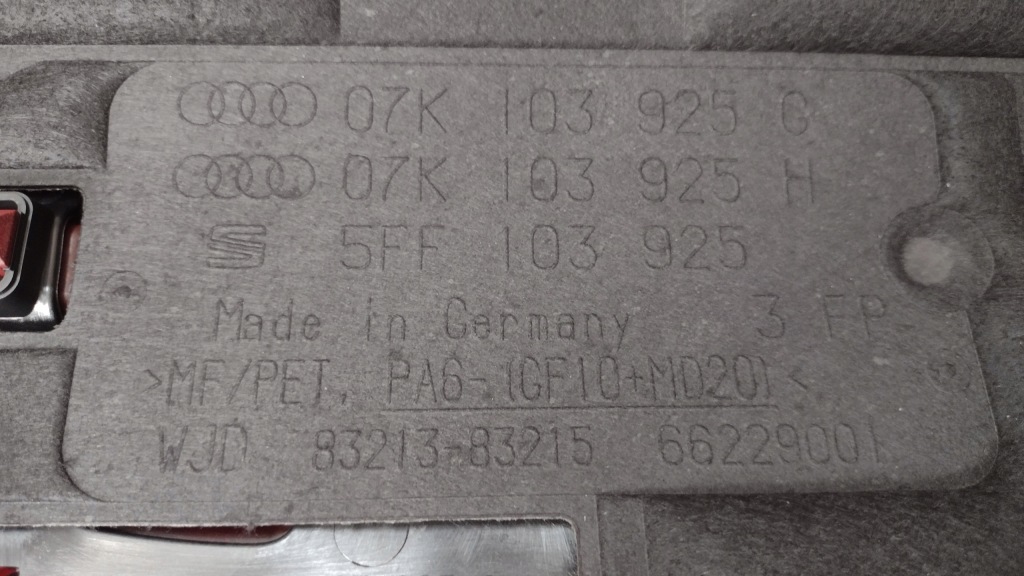 07K 103 925 G
07K 103 925 H
5FF 103 925
Made in Germany 3 FP
>MF/PET, PA6-(GF10+MD20)<
WJD 83213-83215 66229001